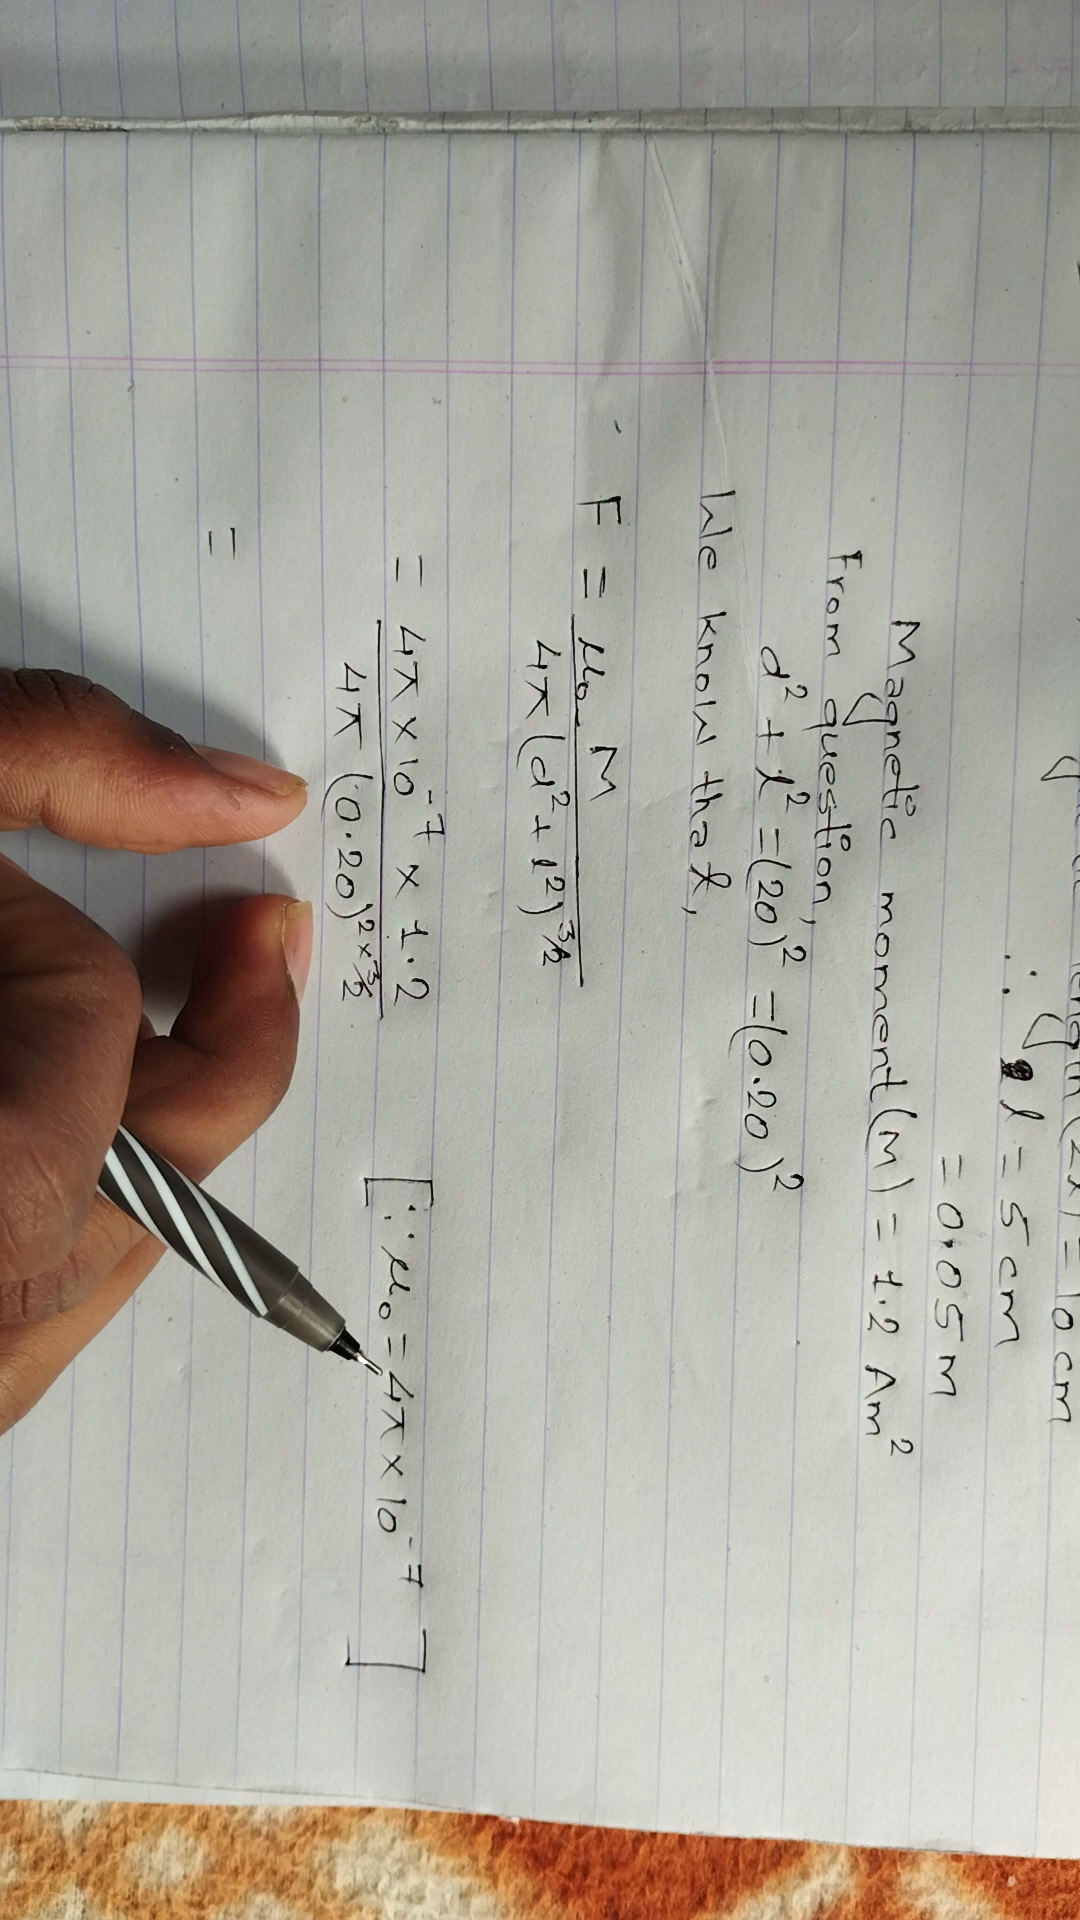 length (2l) = 10 cm
∴ l = 5 cm
= 0.05 m
Magnetic moment (M) = 1.2 Am²
From question,
d² + l² = (20)² = (0.20)²
We know that,
F = μ₀ M / 4π (d² + l²)^3/2
= 4π × 10⁻⁷ × 1.2 / 4π (0.20)^2×3/2 [∵ μ₀ = 4π × 10⁻⁷]
=